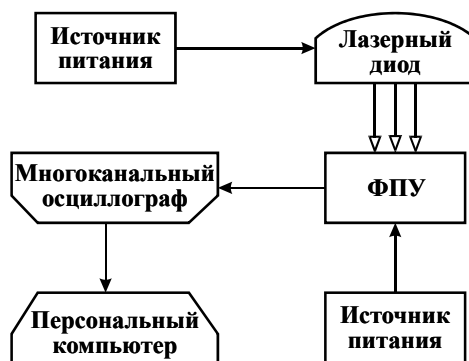 Источник
питания
Лазерный
диод
Многоканальный
осциллограф
ФПУ
Персональный
компьютер
Источник
питания